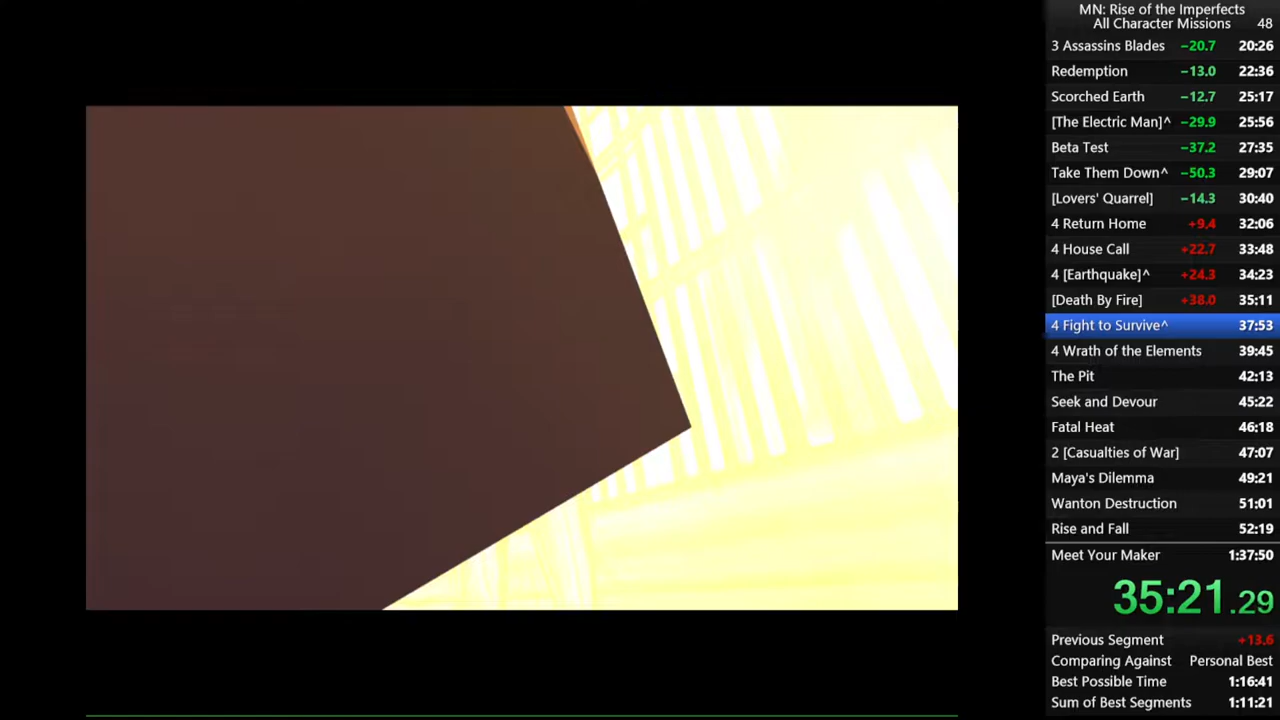 MN: Rise of the Imperfects
All Character Missions 48
3 Assassins Blades −20.7 20:26
Redemption −13.0 22:36
Scorched Earth −12.7 25:17
[The Electric Man]^ −29.9 25:56
Beta Test −37.2 27:35
Take Them Down^ −50.3 29:07
[Lovers' Quarrel] −14.3 30:40
4 Return Home +9.4 32:06
4 House Call +22.7 33:48
4 [Earthquake]^ +24.3 34:23
[Death By Fire] +38.0 35:11
4 Fight to Survive^ 37:53
4 Wrath of the Elements 39:45
The Pit 42:13
Seek and Devour 45:22
Fatal Heat 46:18
2 [Casualties of War] 47:07
Maya's Dilemma 49:21
Wanton Destruction 51:01
Rise and Fall 52:19
Meet Your Maker 1:37:50
35:21.29
Previous Segment +13.6
Comparing Against Personal Best
Best Possible Time 1:16:41
Sum of Best Segments 1:11:21